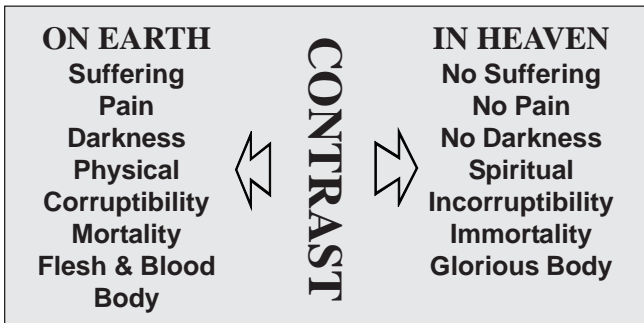 ON EARTH
Suffering
Pain
Darkness
Physical
Corruptibility
Mortality
Flesh & Blood
Body
CONTRAST
IN HEAVEN
No Suffering
No Pain
No Darkness
Spiritual
Incorruptibility
Immortality
Glorious Body